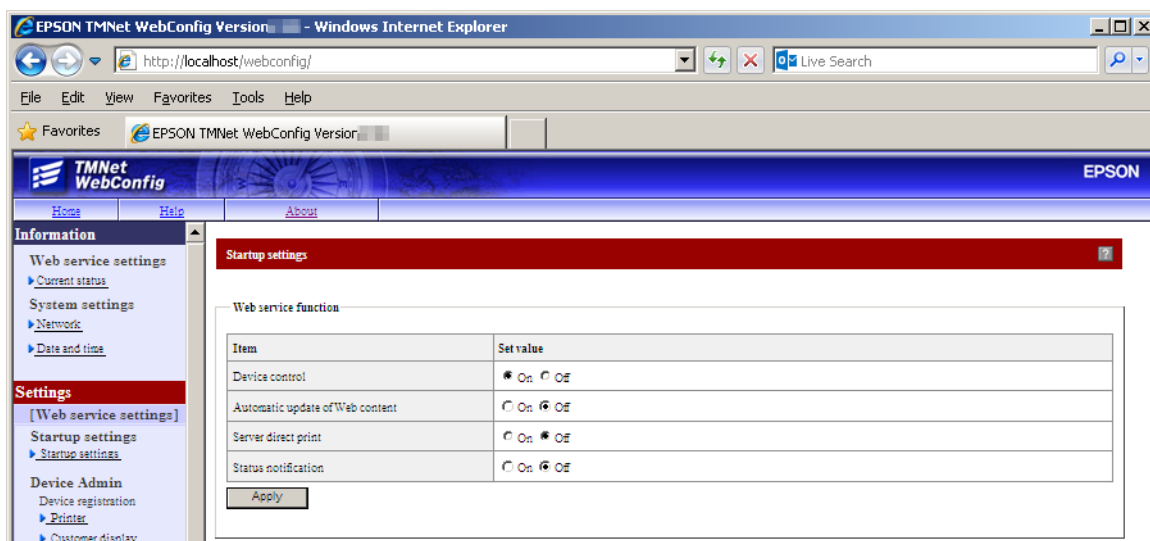 EPSON TMNet WebConfig Version - Windows Internet Explorer
http://localhost/webconfig/
Live Search
File Edit View Favorites Tools Help
Favorites EPSON TMNet WebConfig Version
TMNet
WebConfig
EPSON
Home Help About
Information
Web service settings
Current status
System settings
Network
Date and time
Settings
[Web service settings]
Startup settings
Startup settings
Device Admin
Device registration
Printer
Customer display
Startup settings ?
Web service function
Item Set value
Device control On Off
Automatic update of Web content On Off
Server direct print On Off
Status notification On Off
Apply